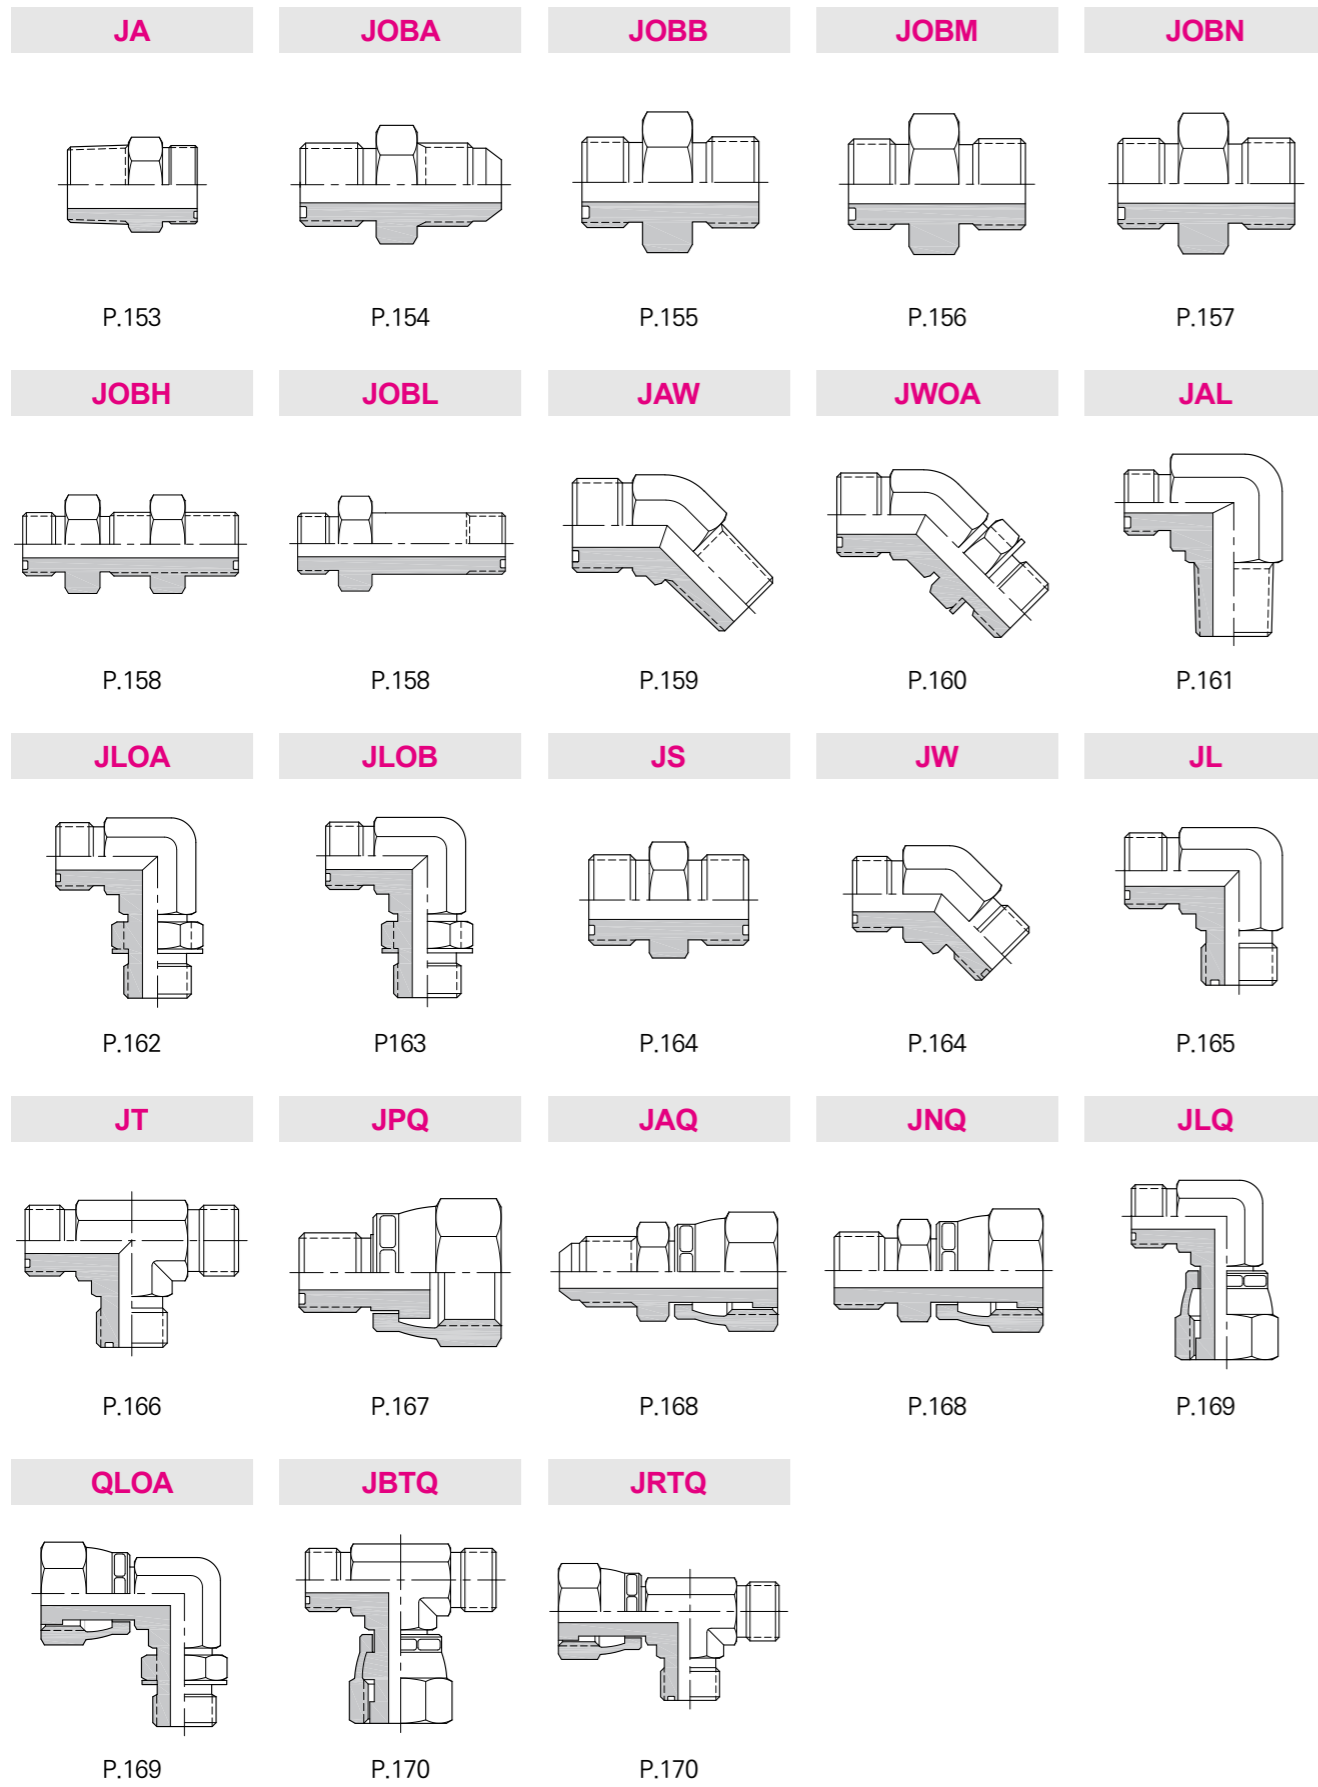 JA JOBA JOBB JOBM JOBN
P.153 P.154 P.155 P.156 P.157
JOBH JOBL JAW JWOA JAL
P.158 P.158 P.159 P.160 P.161
JLOA JLOB JS JW JL
P.162 P163 P.164 P.164 P.165
JT JPQ JAQ JNQ JLQ
P.166 P.167 P.168 P.168 P.169
QLOA JBTQ JRTQ
P.169 P.170 P.170